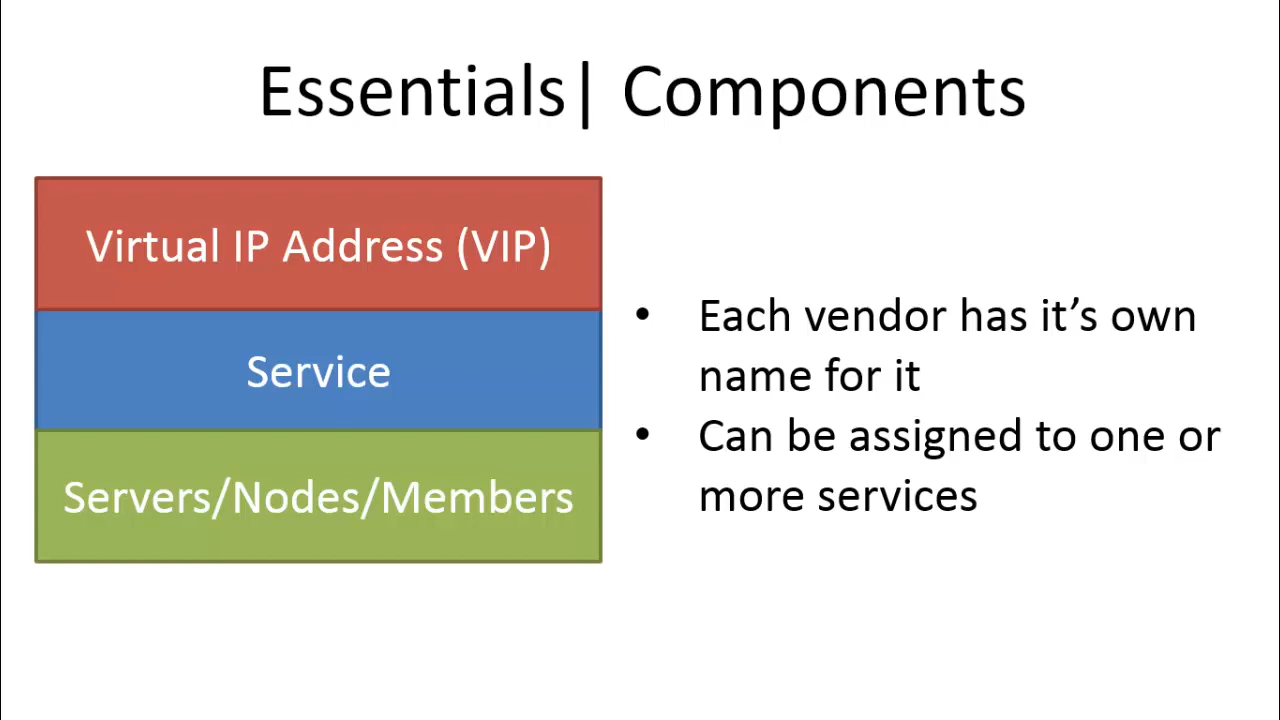 Essentials| Components
Virtual IP Address (VIP)
Service
Servers/Nodes/Members
• Each vendor has it’s own
name for it
• Can be assigned to one or
more services